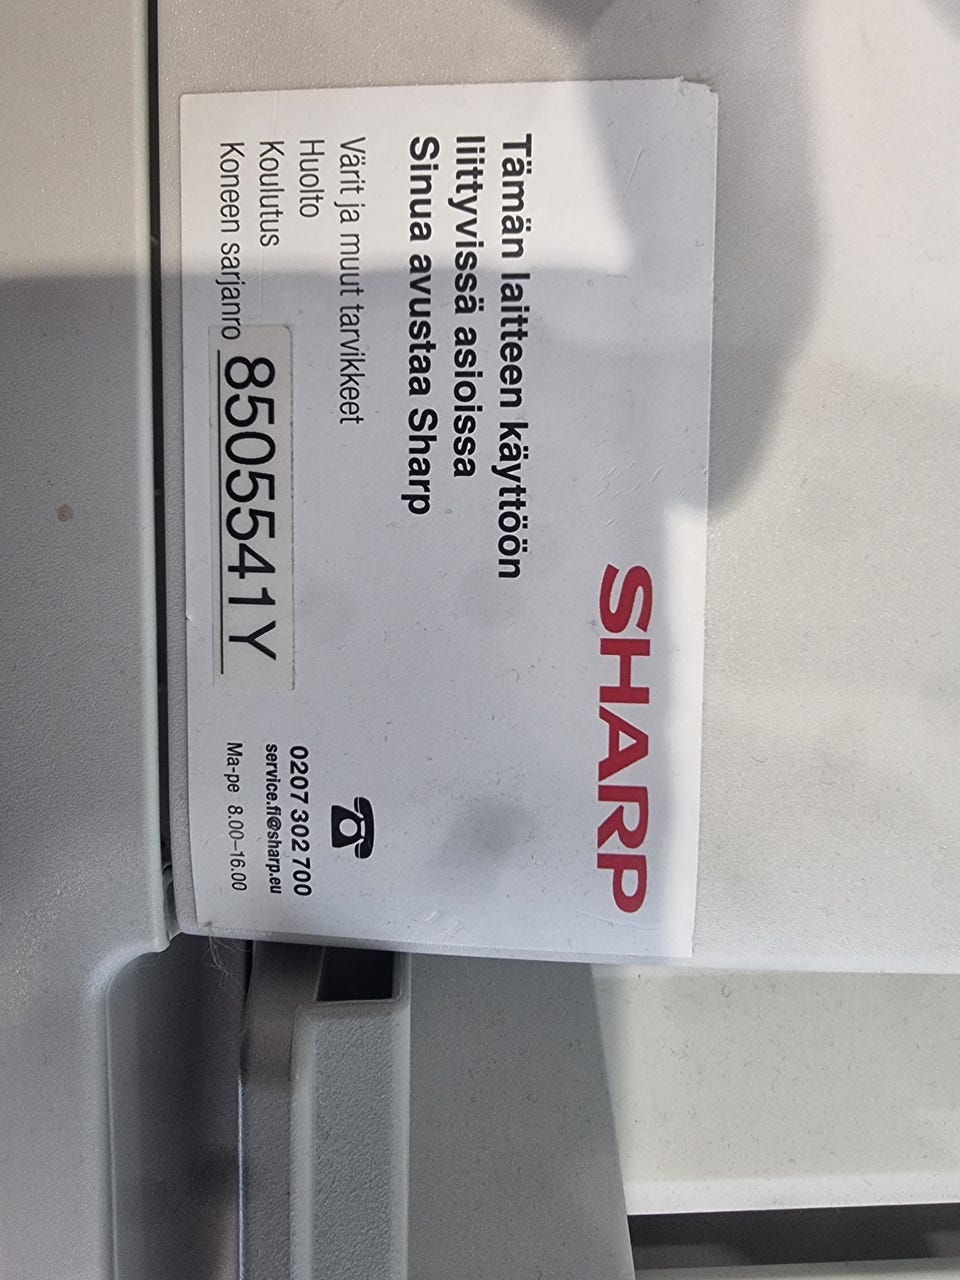 SHARP
Tämän laitteen käyttöön
liittyvissä asioissa
Sinua avustaa Sharp
Värit ja muut tarvikkeet
Huolto
Koulutus
Koneen sarjanro 85055541Y
0207 302 700
service.fi@sharp.eu
Ma-pe 8.00–16.00